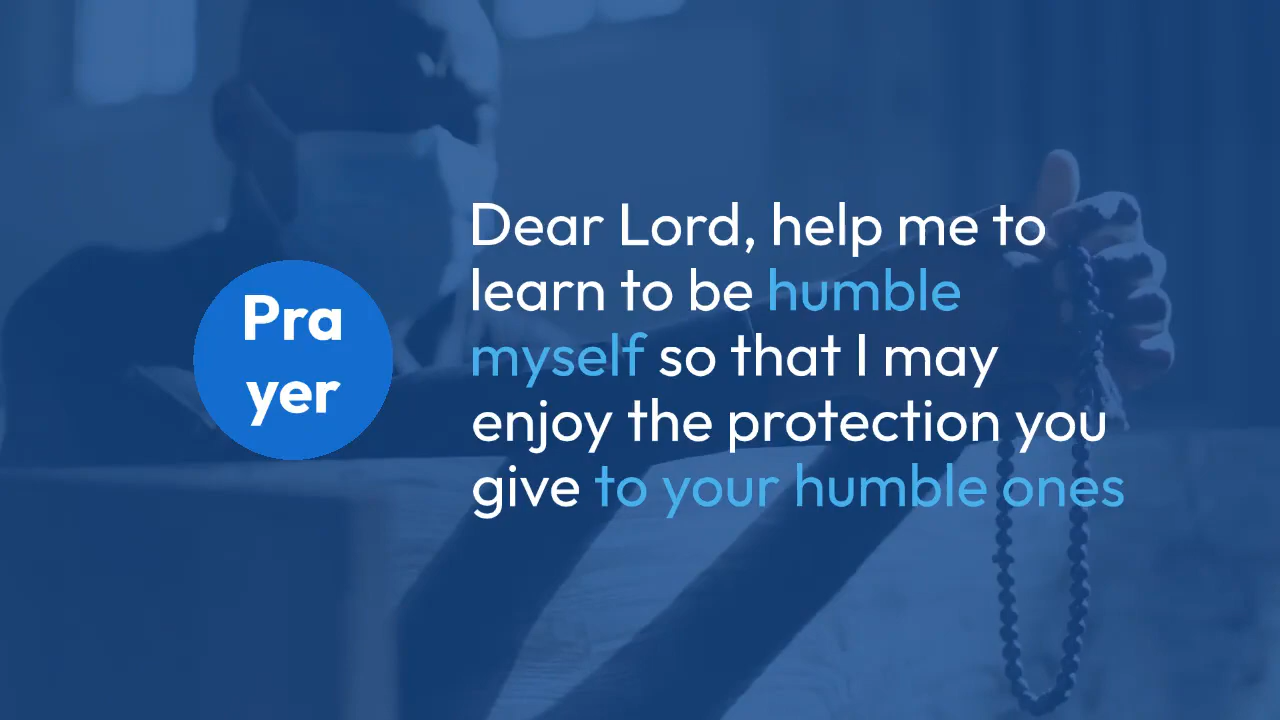 Pra
yer
Dear Lord, help me to
learn to be humble
myself so that I may
enjoy the protection you
give to your humble ones